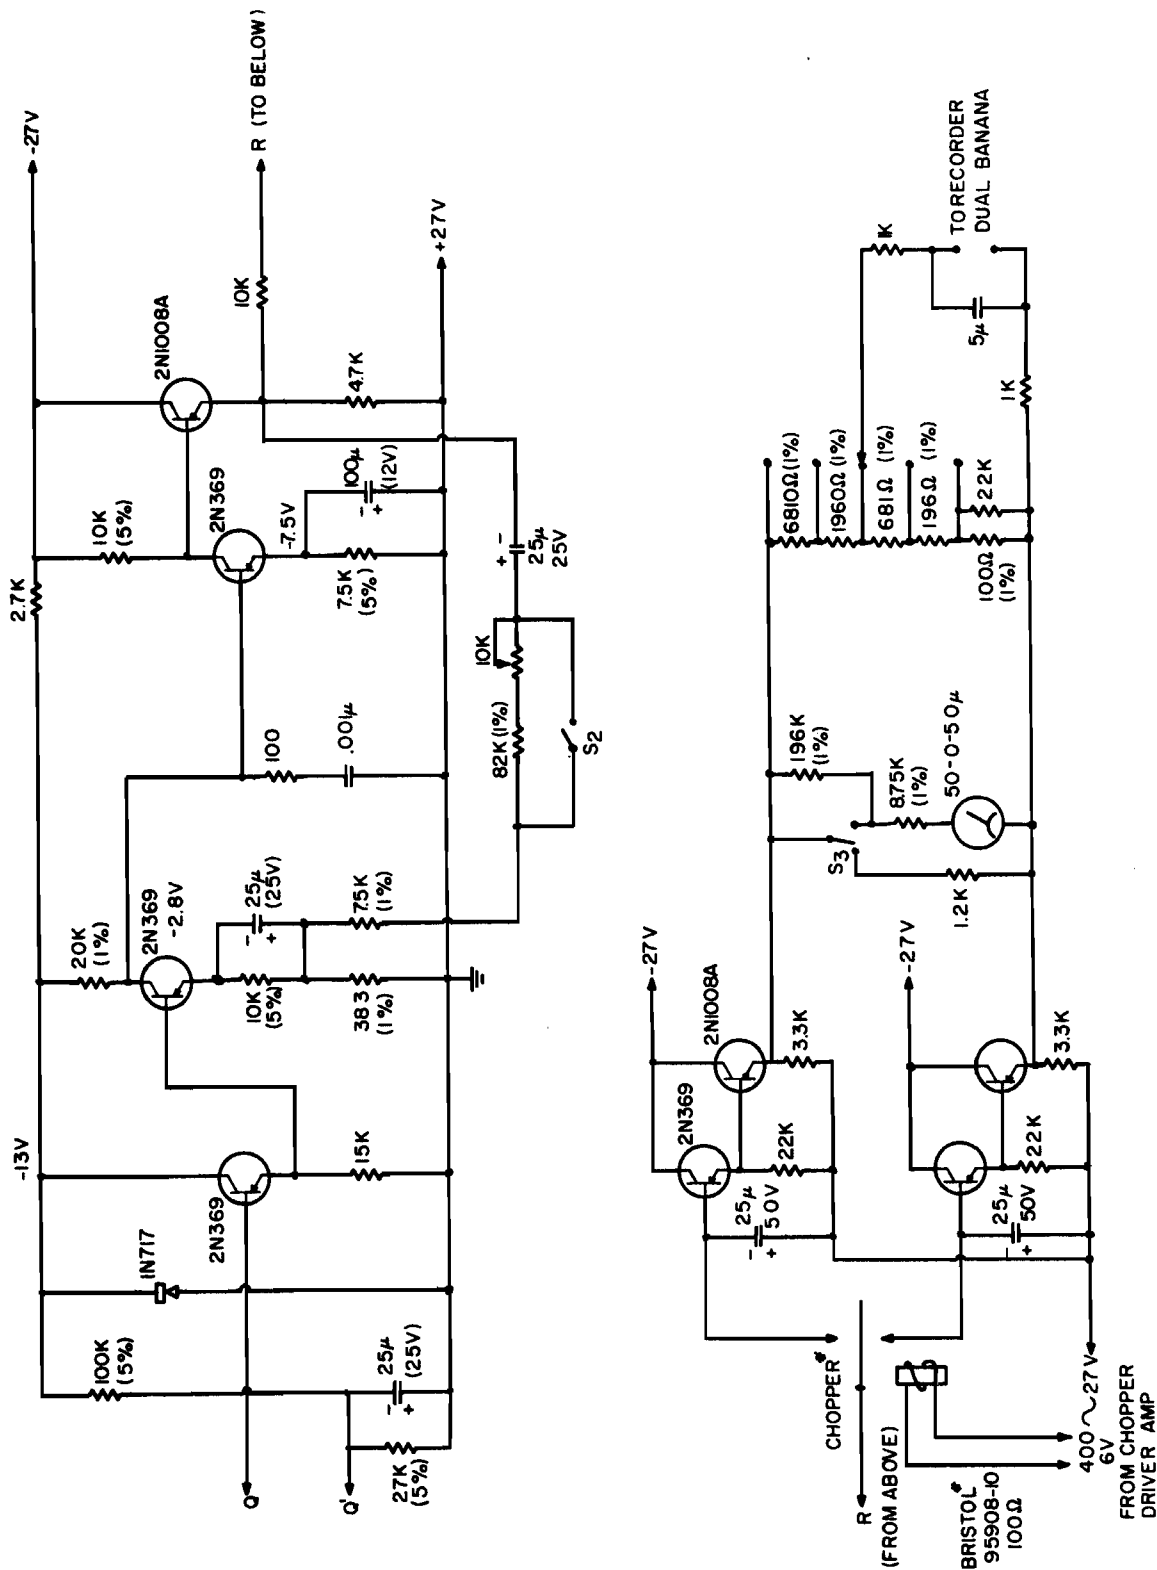 -27V
R (TO BELOW)
2.7K
10K
(5%)
2N1008A
10K
2N369
-7.5V
7.5K
(5%)
100μ
(12V)
4.7K
+27V
-13V
20K
(1%)
2N369
-2.8V
100
.001μ
10K
(5%)
25μ
(25V)
383
(1%)
7.5K
(1%)
82K (1%)
10K
+ -
25μ
25V
S2
100K
(5%)
1N717
2N369
15K
Q
Q'
27K
(5%)
25μ
(25V)
-27V
2N369
2N1008A
25μ
50V
22K
3.3K
-27V
25μ
50V
22K
3.3K
CHOPPER*
R
(FROM ABOVE)
BRISTOL*
95908-10
100Ω
400~
6V
27V
FROM CHOPPER
DRIVER AMP
S3
196K
(1%)
8.75K
(1%)
50-0-50μ
1.2K
6810Ω (1%)
1960Ω (1%)
681Ω (1%)
196Ω (1%)
100Ω
(1%)
22K
1K
5μ
1K
TO RECORDER
DUAL BANANA